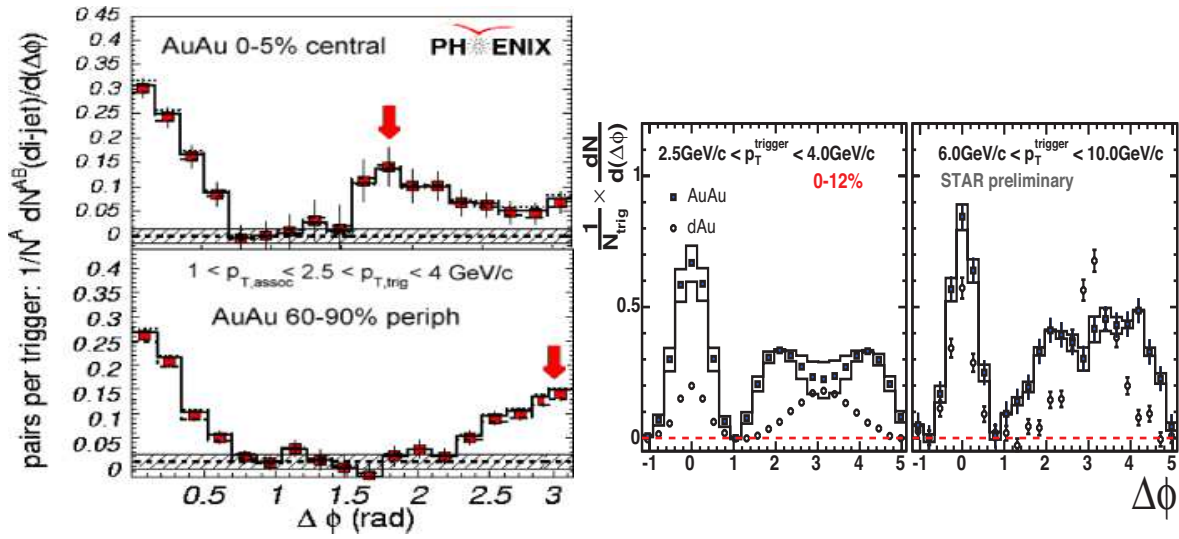 pairs per trigger: 1/N^A dN^AB(di-jet)/d(Δφ)
0.45
0.4
0.35
0.3
0.25
0.2
0.15
0.1
0.05
0
AuAu 0-5% central
PHENIX
0.4
0.35
0.3
0.25
0.2
0.15
0.1
0.05
0
1 < p_T,assoc < 2.5 < p_T,trig < 4 GeV/c
AuAu 60-90% periph
0.5 1 1.5 2 2.5 3
Δ φ (rad)
1/N_trig × dN/d(Δφ)
1
0.5
0
2.5GeV/c < p_T^trigger < 4.0GeV/c
0-12%
AuAu
dAu
-1 0 1 2 3 4 5
6.0GeV/c < p_T^trigger < 10.0GeV/c
STAR preliminary
-1 0 1 2 3 4 5
Δφ